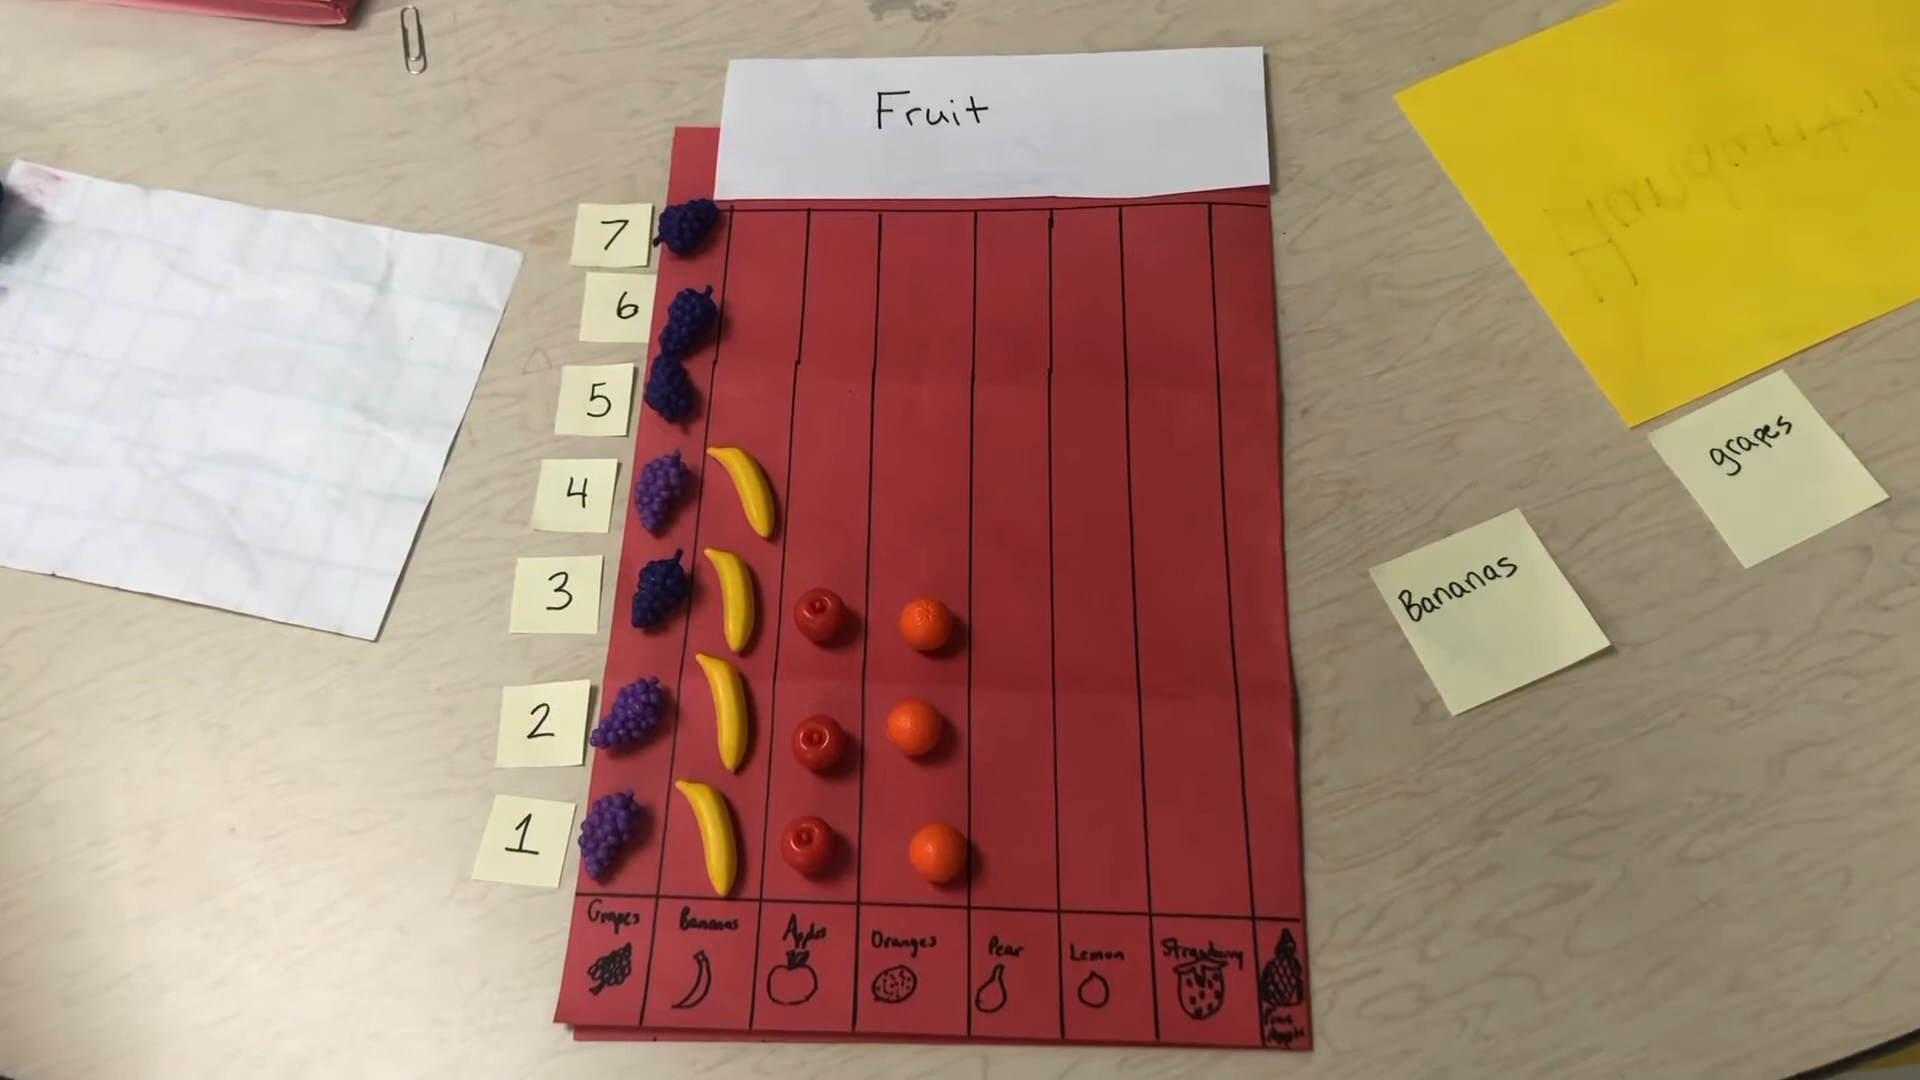 Fruit
7
6
5
4
3
2
1
Grapes
Bananas
Apples
Oranges
Pear
Lemon
Strawberry
grapes
Bananas